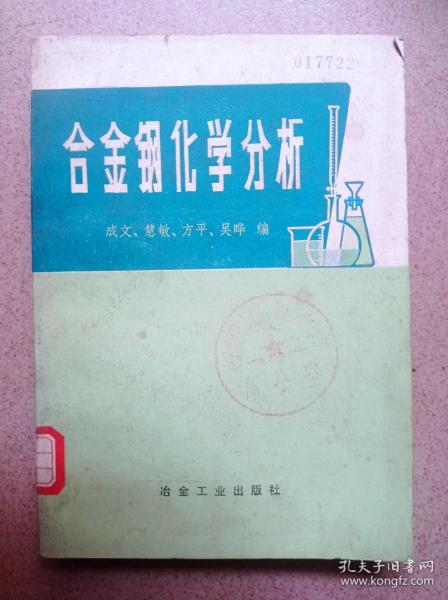 017722
合金钢化学分析
成文、慧敏、方平、吴晔 编
冶金工业出版社
孔夫子旧书网
www.kongfz.com